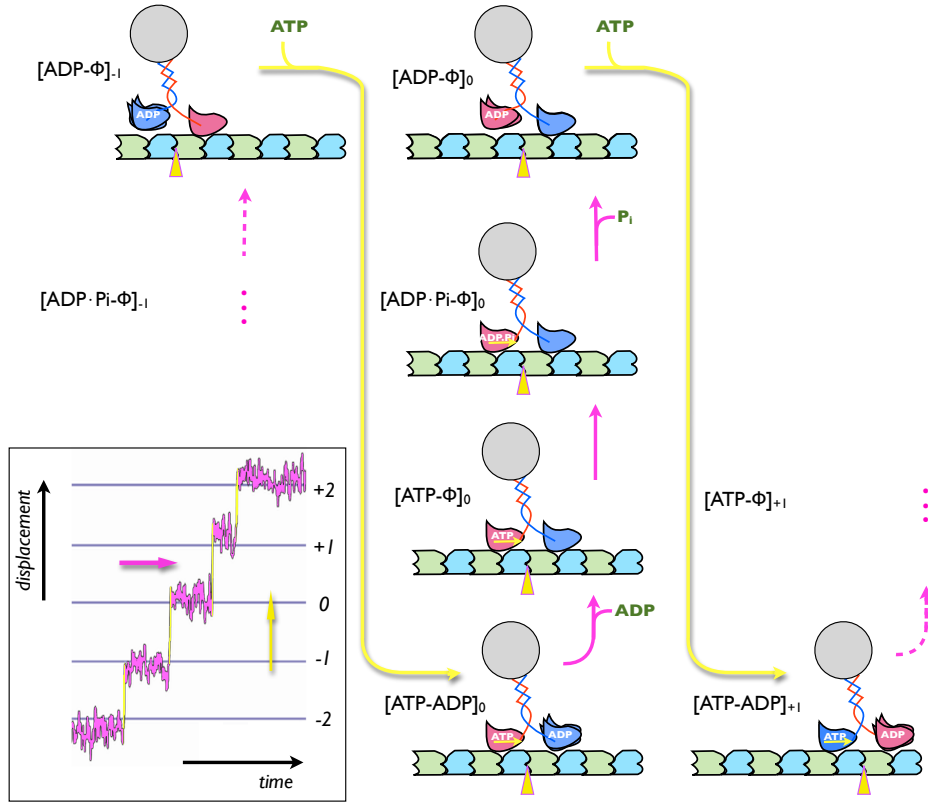 ATP
ATP
[ADP-Φ]₋₁
[ADP-Φ]₀
ADP
ADP
Pᵢ
[ADP·Pi-Φ]₋₁
[ADP·Pi-Φ]₀
ADP.Pi
+2
[ATP-Φ]₀
[ATP-Φ]₊₁
displacement
+1
ATP
0
ADP
-1
[ATP-ADP]₀
[ATP-ADP]₊₁
-2
ATP
ADP
ATP
ADP
time